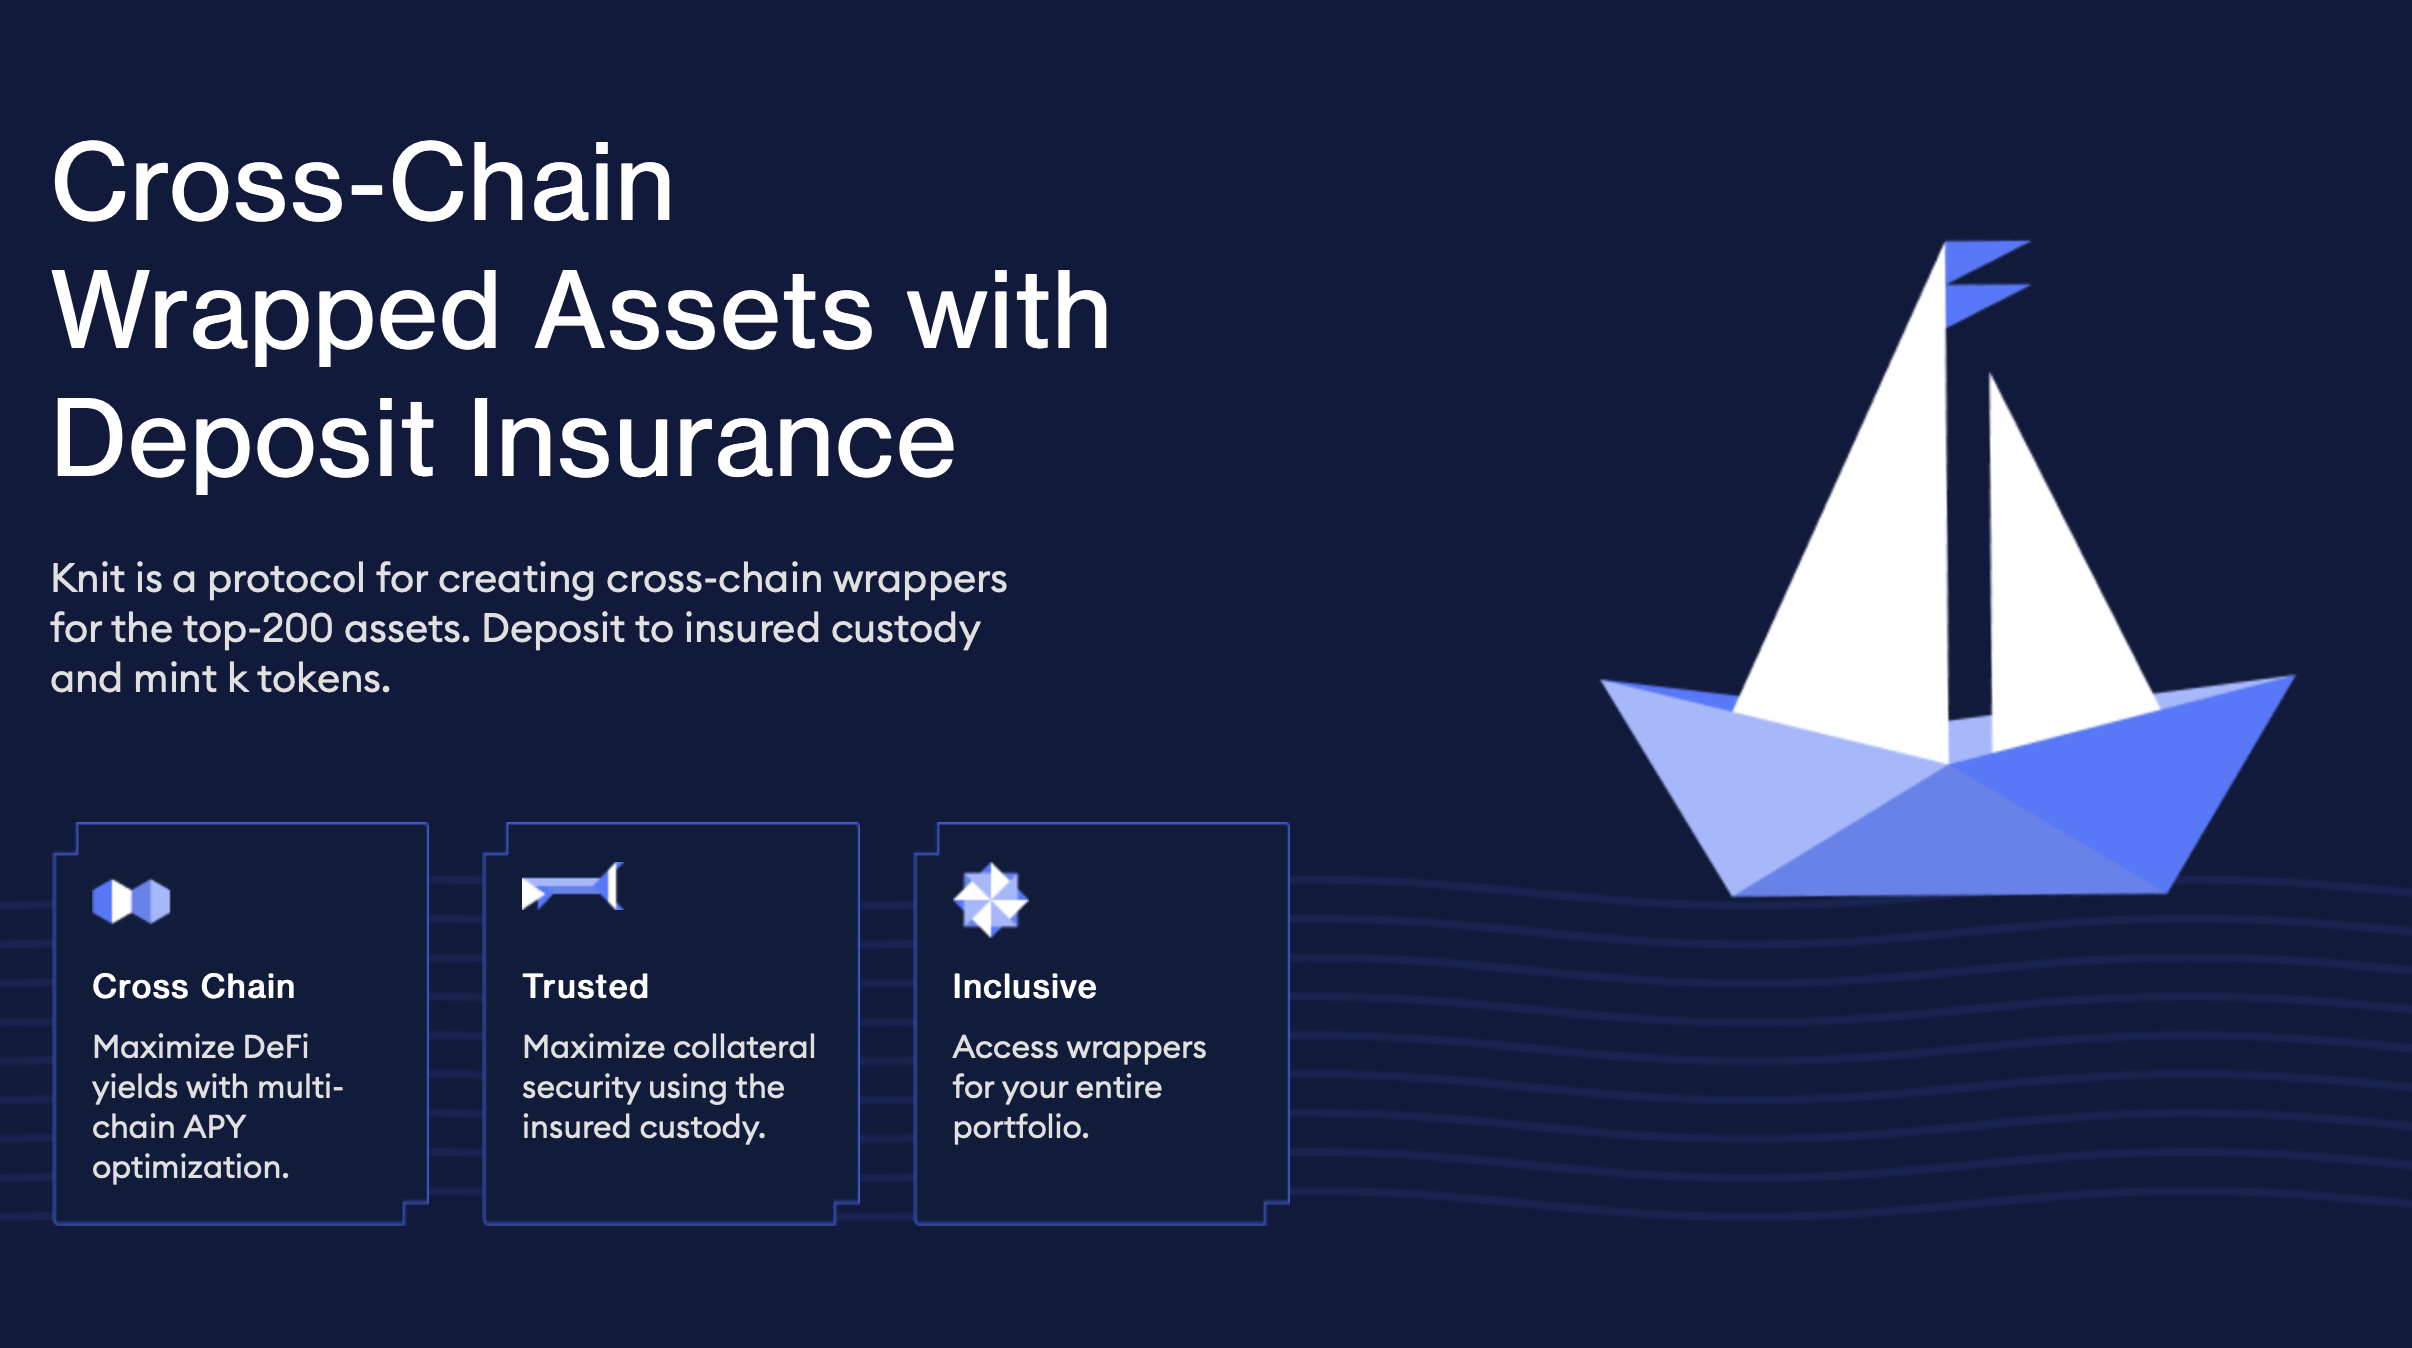 Cross-Chain
Wrapped Assets with
Deposit Insurance
Knit is a protocol for creating cross-chain wrappers
for the top-200 assets. Deposit to insured custody
and mint k tokens.
Cross Chain
Maximize DeFi
yields with multi-
chain APY
optimization.
Trusted
Maximize collateral
security using the
insured custody.
Inclusive
Access wrappers
for your entire
portfolio.